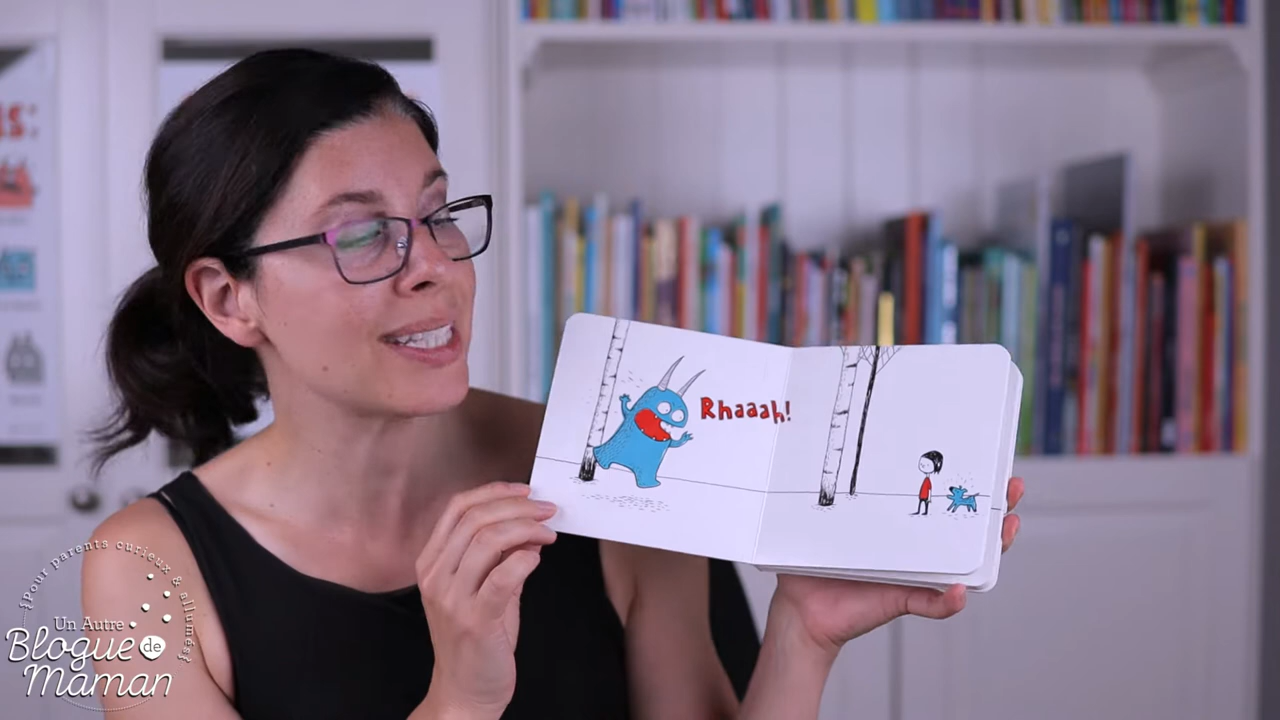 S:
Rhaaah!
{Pour parents curieux & allumés}
Un Autre
Blogue de
Maman